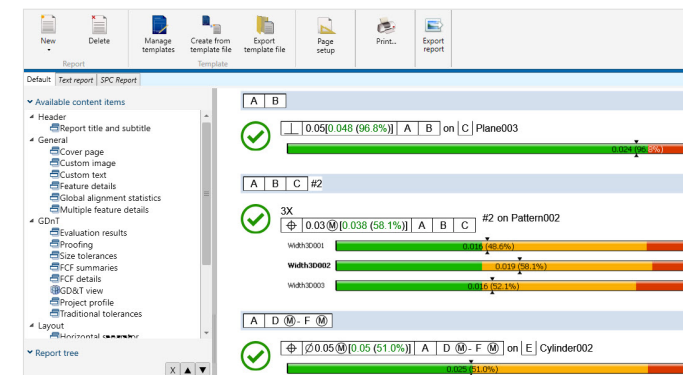 New
Delete
Manage templates
Create from template file
Export template file
Page setup
Print...
Export report
Report
Template
Default Text report SPC Report
Available content items
Header
Report title and subtitle
General
Cover page
Custom image
Custom text
Feature details
Global alignment statistics
Multiple feature details
GDnT
Evaluation results
Proofing
Size tolerances
FCF summaries
FCF details
GD&T view
Project profile
Traditional tolerances
Layout
Horizontal separator
Report tree
X
A B
⊥ 0.05[0.048 (96.8%)] A B on C Plane003
0.024 (96.8%)
A B C #2
3X
⌖ 0.03Ⓜ[0.038 (58.1%)] A B C #2 on Pattern002
Width3D001 0.016 (48.6%)
Width3D002 0.019 (58.1%)
Width3D003 0.016 (52.1%)
A D Ⓜ- F Ⓜ
⌖ Ø0.05Ⓜ[0.05 (51.0%)] A D Ⓜ- F Ⓜ on E Cylinder002
0.025 (51.0%)